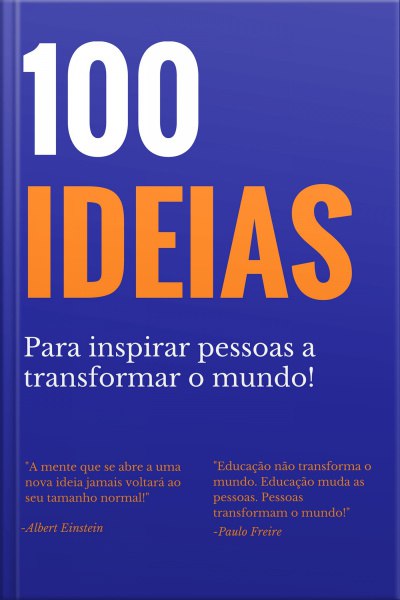 100
IDEIAS
Para inspirar pessoas a
transformar o mundo!
"A mente que se abre a uma
nova ideia jamais voltará ao
seu tamanho normal!"
-Albert Einstein
"Educação não transforma o
mundo. Educação muda as
pessoas. Pessoas
transformam o mundo!"
-Paulo Freire